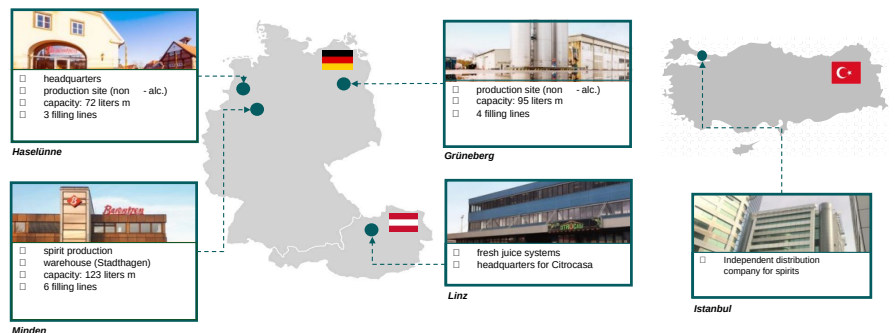 headquarters
production site (non - alc.)
capacity: 72 liters m
3 filling lines
Haselünne
production site (non - alc.)
capacity: 95 liters m
4 filling lines
Grüneberg
B
Berentzen
spirit production
warehouse (Stadthagen)
capacity: 123 liters m
6 filling lines
Minden
fresh juice systems
headquarters for Citrocasa
Linz
Independent distribution
company for spirits
Istanbul